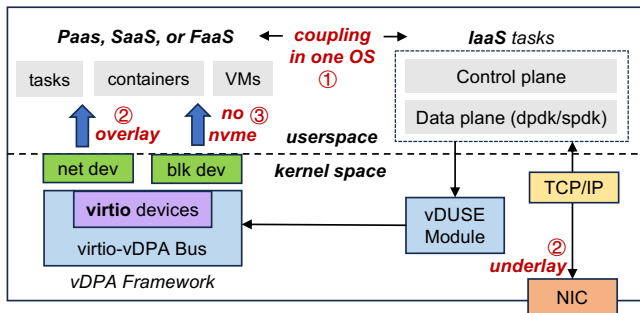 Paas, SaaS, or FaaS
coupling
in one OS
①
IaaS tasks
tasks
containers
VMs
Control plane
Data plane (dpdk/spdk)
②
overlay
no ③
nvme
userspace
kernel space
net dev
blk dev
virtio devices
virtio-vDPA Bus
vDPA Framework
vDUSE
Module
TCP/IP
②
underlay
NIC